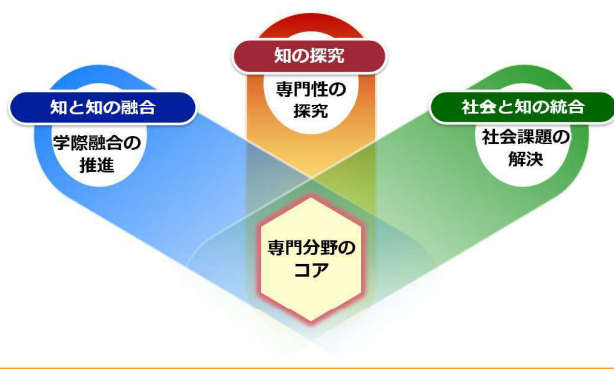 知の探究
専門性の
探究
知と知の融合
学際融合の
推進
社会と知の統合
社会課題の
解決
専門分野の
コア